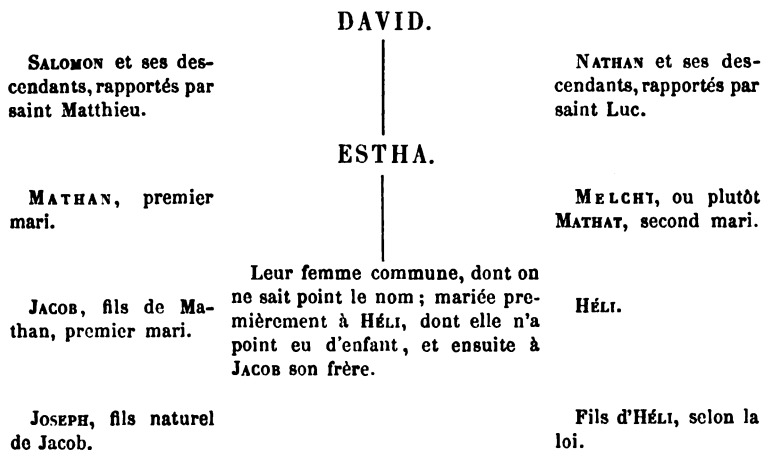 DAVID.
SALOMON et ses des-
cendants, rapportés par
saint Matthieu.
NATHAN et ses des-
cendants, rapportés par
saint Luc.
ESTHA.
MATHAN, premier
mari.
MELCHY, ou plutôt
MATHAT, second mari.
JACOB, fils de Ma-
than, premier mari.
Leur femme commune, dont on
ne sait point le nom ; mariée pre-
mièrement à HÉLI, dont elle n'a
point eu d'enfant, et ensuite à
JACOB son frère.
HÉLI.
JOSEPH, fils naturel
de Jacob.
Fils d'HÉLI, selon la
loi.